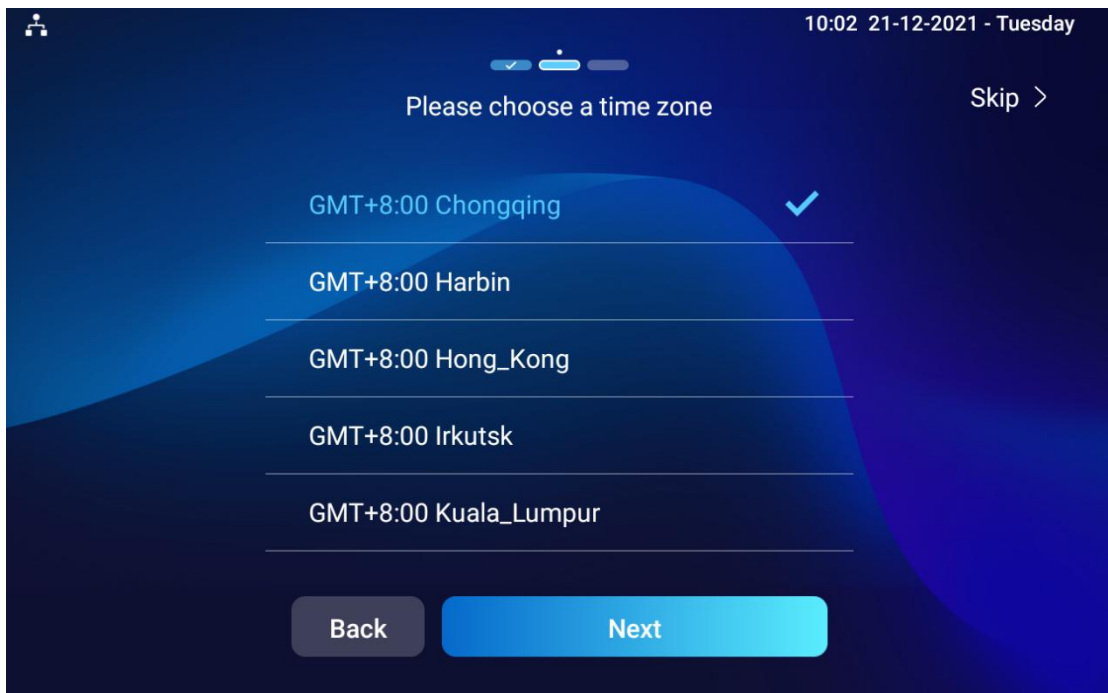 10:02 21-12-2021 - Tuesday
Please choose a time zone
Skip >
GMT+8:00 Chongqing
GMT+8:00 Harbin
GMT+8:00 Hong_Kong
GMT+8:00 Irkutsk
GMT+8:00 Kuala_Lumpur
Back
Next